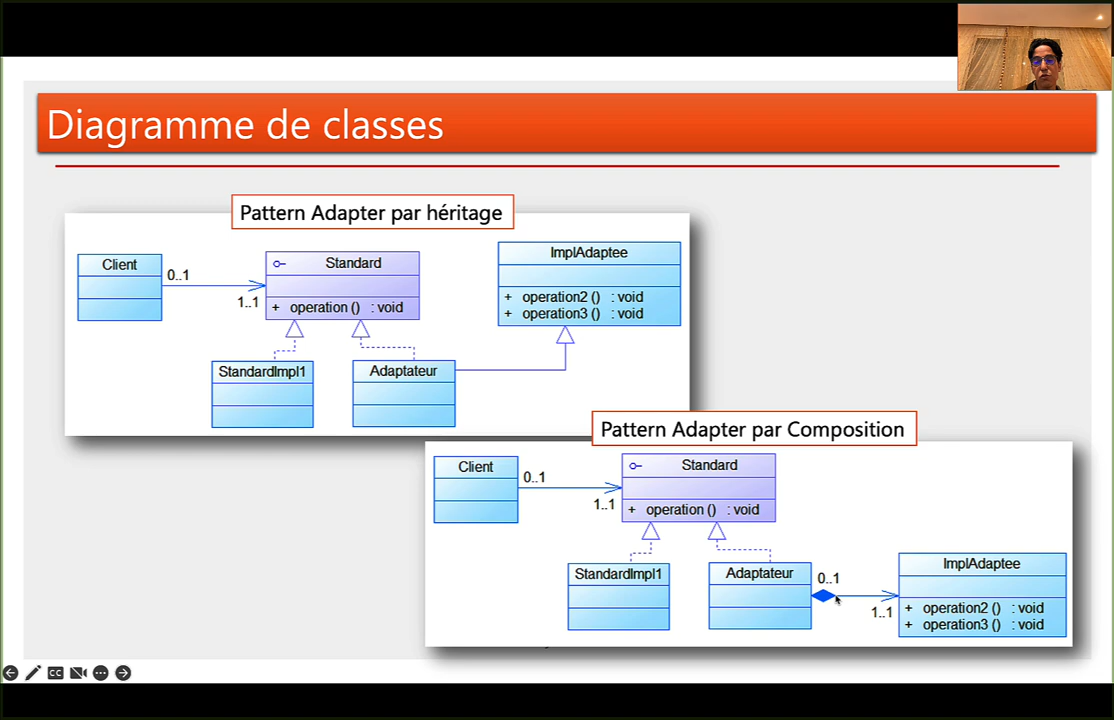 Diagramme de classes
Pattern Adapter par héritage
Client
0..1
1..1
Standard
+ operation () : void
ImplAdaptee
+ operation2 () : void
+ operation3 () : void
StandardImpl1
Adaptateur
Pattern Adapter par Composition
Client
0..1
1..1
Standard
+ operation () : void
StandardImpl1
Adaptateur
0..1
1..1
ImplAdaptee
+ operation2 () : void
+ operation3 () : void
CC